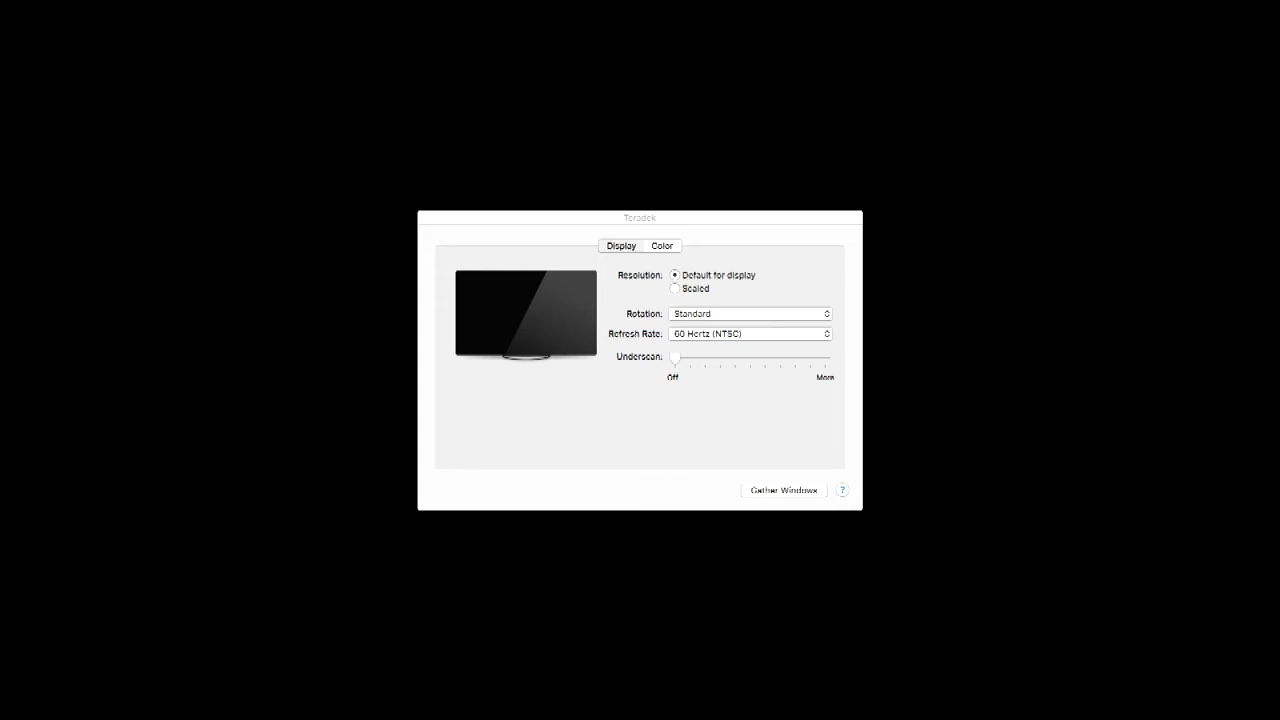 Teradek
Display Color
Resolution: Default for display
Scaled
Rotation: Standard
Refresh Rate: 60 Hertz (NTSC)
Underscan:
Off More
Gather Windows ?